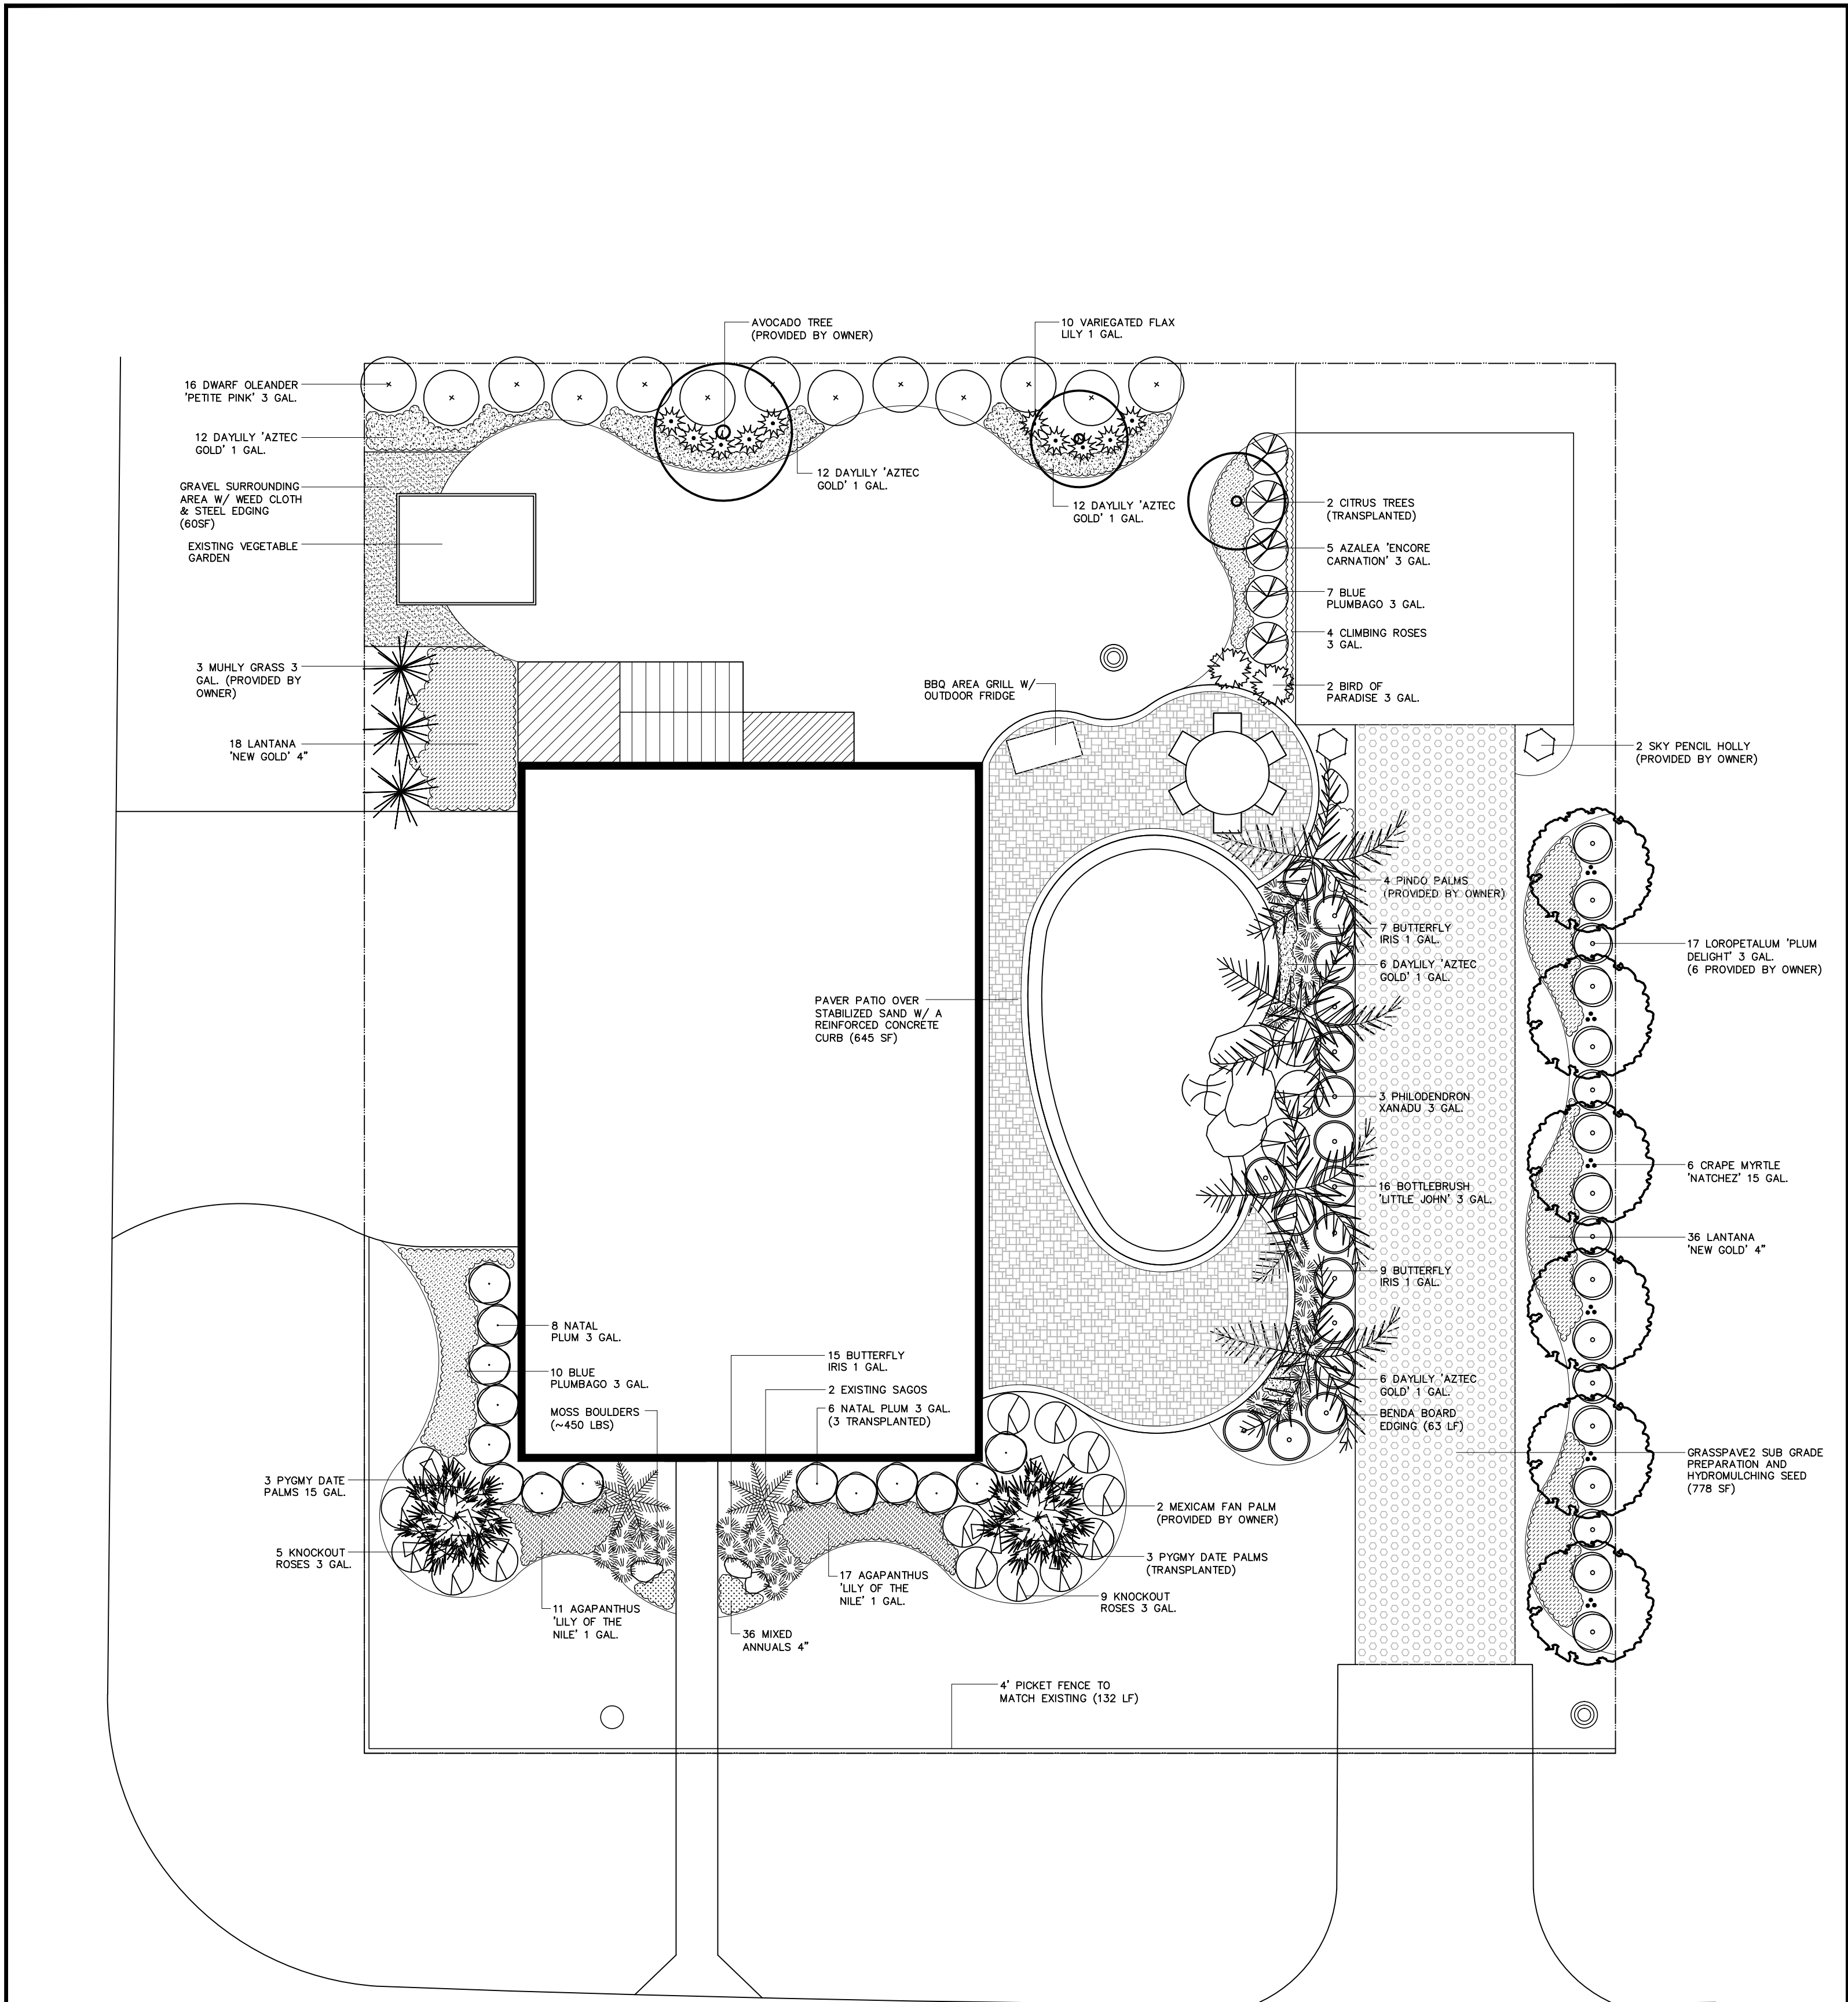 AVOCADO TREE
(PROVIDED BY OWNER)
10 VARIEGATED FLAX
LILY 1 GAL.
16 DWARF OLEANDER
'PETITE PINK' 3 GAL.
12 DAYLILY 'AZTEC
GOLD' 1 GAL.
12 DAYLILY 'AZTEC
GOLD' 1 GAL.
12 DAYLILY 'AZTEC
GOLD' 1 GAL.
GRAVEL SURROUNDING
AREA W/ WEED CLOTH
& STEEL EDGING
(60SF)
EXISTING VEGETABLE
GARDEN
2 CITRUS TREES
(TRANSPLANTED)
5 AZALEA 'ENCORE
CARNATION' 3 GAL.
7 BLUE
PLUMBAGO 3 GAL.
4 CLIMBING ROSES
3 GAL.
3 MUHLY GRASS 3
GAL. (PROVIDED BY
OWNER)
BBQ AREA GRILL W/
OUTDOOR FRIDGE
2 BIRD OF
PARADISE 3 GAL.
18 LANTANA
'NEW GOLD' 4"
2 SKY PENCIL HOLLY
(PROVIDED BY OWNER)
4 PINDO PALMS
(PROVIDED BY OWNER)
7 BUTTERFLY
IRIS 1 GAL.
6 DAYLILY 'AZTEC
GOLD' 1 GAL.
17 LOROPETALUM 'PLUM
DELIGHT' 3 GAL.
(6 PROVIDED BY OWNER)
PAVER PATIO OVER
STABILIZED SAND W/ A
REINFORCED CONCRETE
CURB (645 SF)
3 PHILODENDRON
XANADU 3 GAL.
16 BOTTLEBRUSH
'LITTLE JOHN' 3 GAL.
6 CRAPE MYRTLE
'NATCHEZ' 15 GAL.
36 LANTANA
'NEW GOLD' 4"
9 BUTTERFLY
IRIS 1 GAL.
8 NATAL
PLUM 3 GAL.
10 BLUE
PLUMBAGO 3 GAL.
15 BUTTERFLY
IRIS 1 GAL.
2 EXISTING SAGOS
6 NATAL PLUM 3 GAL.
(3 TRANSPLANTED)
MOSS BOULDERS
(~450 LBS)
6 DAYLILY 'AZTEC
GOLD' 1 GAL.
BENDA BOARD
EDGING (63 LF)
GRASSPAVE2 SUB GRADE
PREPARATION AND
HYDROMULCHING SEED
(778 SF)
3 PYGMY DATE
PALMS 15 GAL.
2 MEXICAM FAN PALM
(PROVIDED BY OWNER)
5 KNOCKOUT
ROSES 3 GAL.
3 PYGMY DATE PALMS
(TRANSPLANTED)
17 AGAPANTHUS
'LILY OF THE
NILE' 1 GAL.
9 KNOCKOUT
ROSES 3 GAL.
11 AGAPANTHUS
'LILY OF THE
NILE' 1 GAL.
36 MIXED
ANNUALS 4"
4' PICKET FENCE TO
MATCH EXISTING (132 LF)